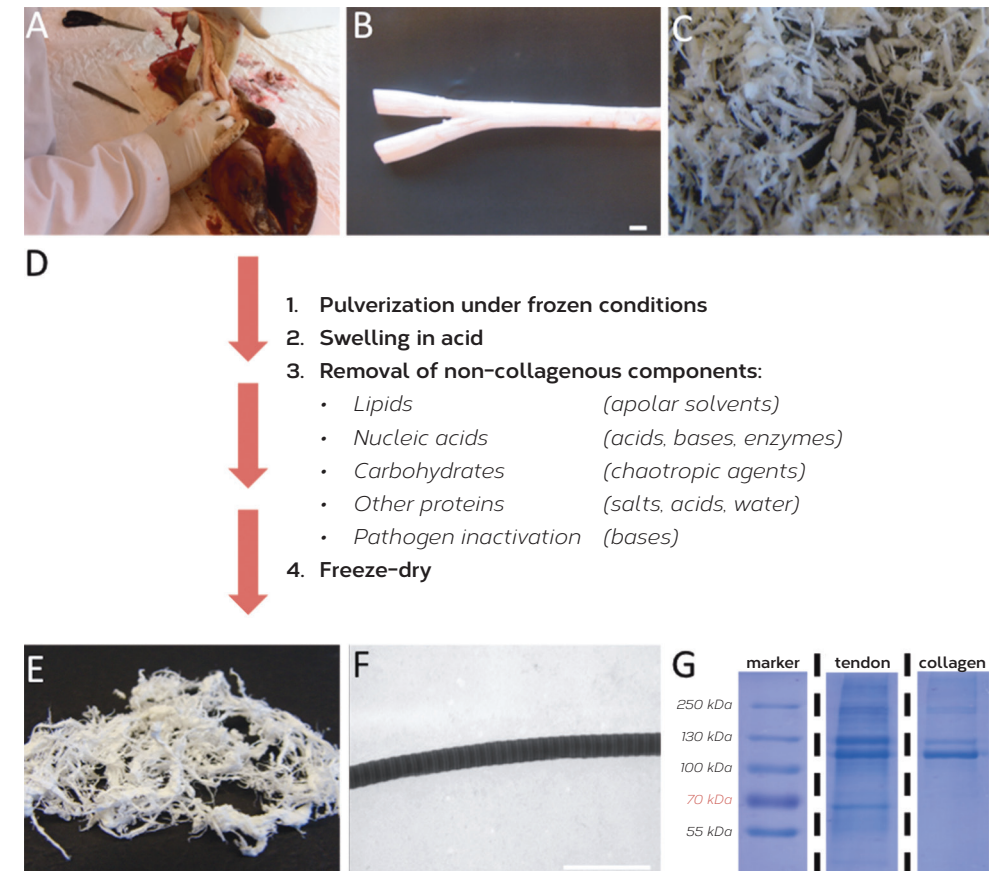 A
B
C
D
1. Pulverization under frozen conditions
2. Swelling in acid
3. Removal of non-collagenous components:
• Lipids (apolar solvents)
• Nucleic acids (acids, bases, enzymes)
• Carbohydrates (chaotropic agents)
• Other proteins (salts, acids, water)
• Pathogen inactivation (bases)
4. Freeze-dry
E
F
G
marker tendon collagen
250 kDa
130 kDa
100 kDa
70 kDa
55 kDa